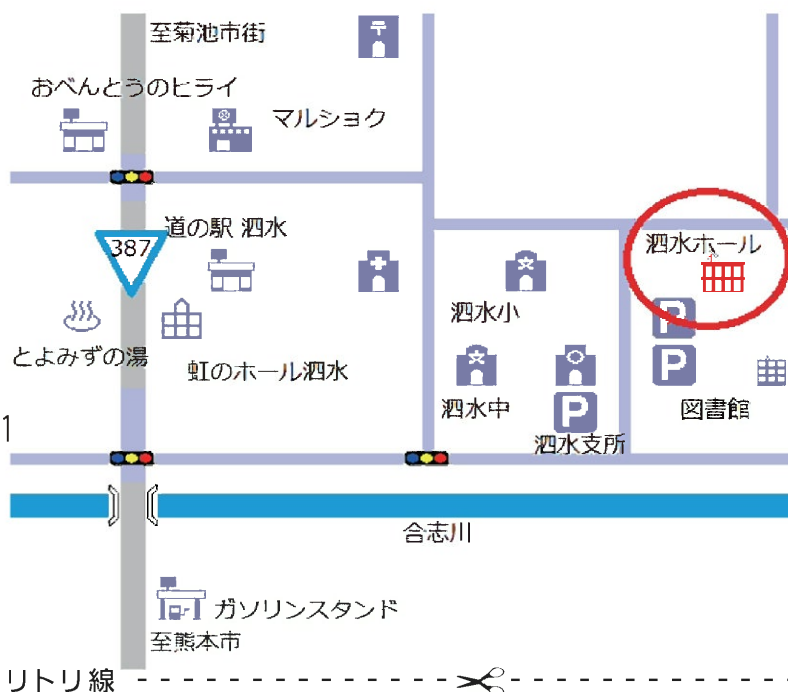 至菊池市街
おべんとうのヒライ
マルショク
道の駅 泗水
387
泗水ホール
泗水小
とよみずの湯
虹のホール泗水
泗水中
P
P
図書館
1
P
泗水支所
合志川
ガソリンスタンド
至熊本市
リトリ線